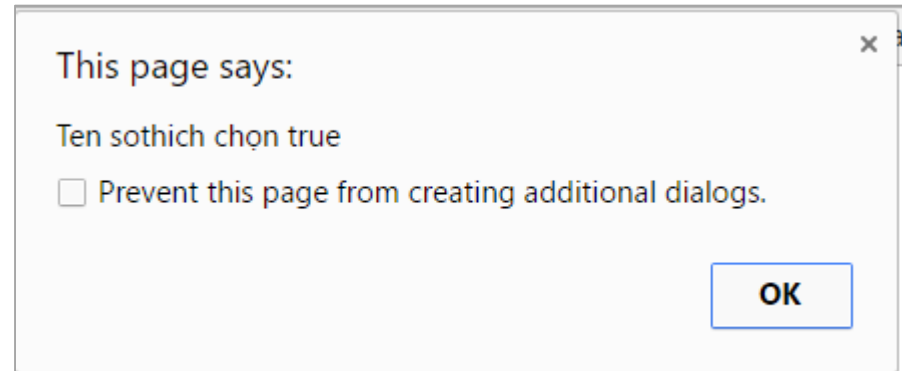 This page says:
Ten sothich chọn true
Prevent this page from creating additional dialogs.
OK